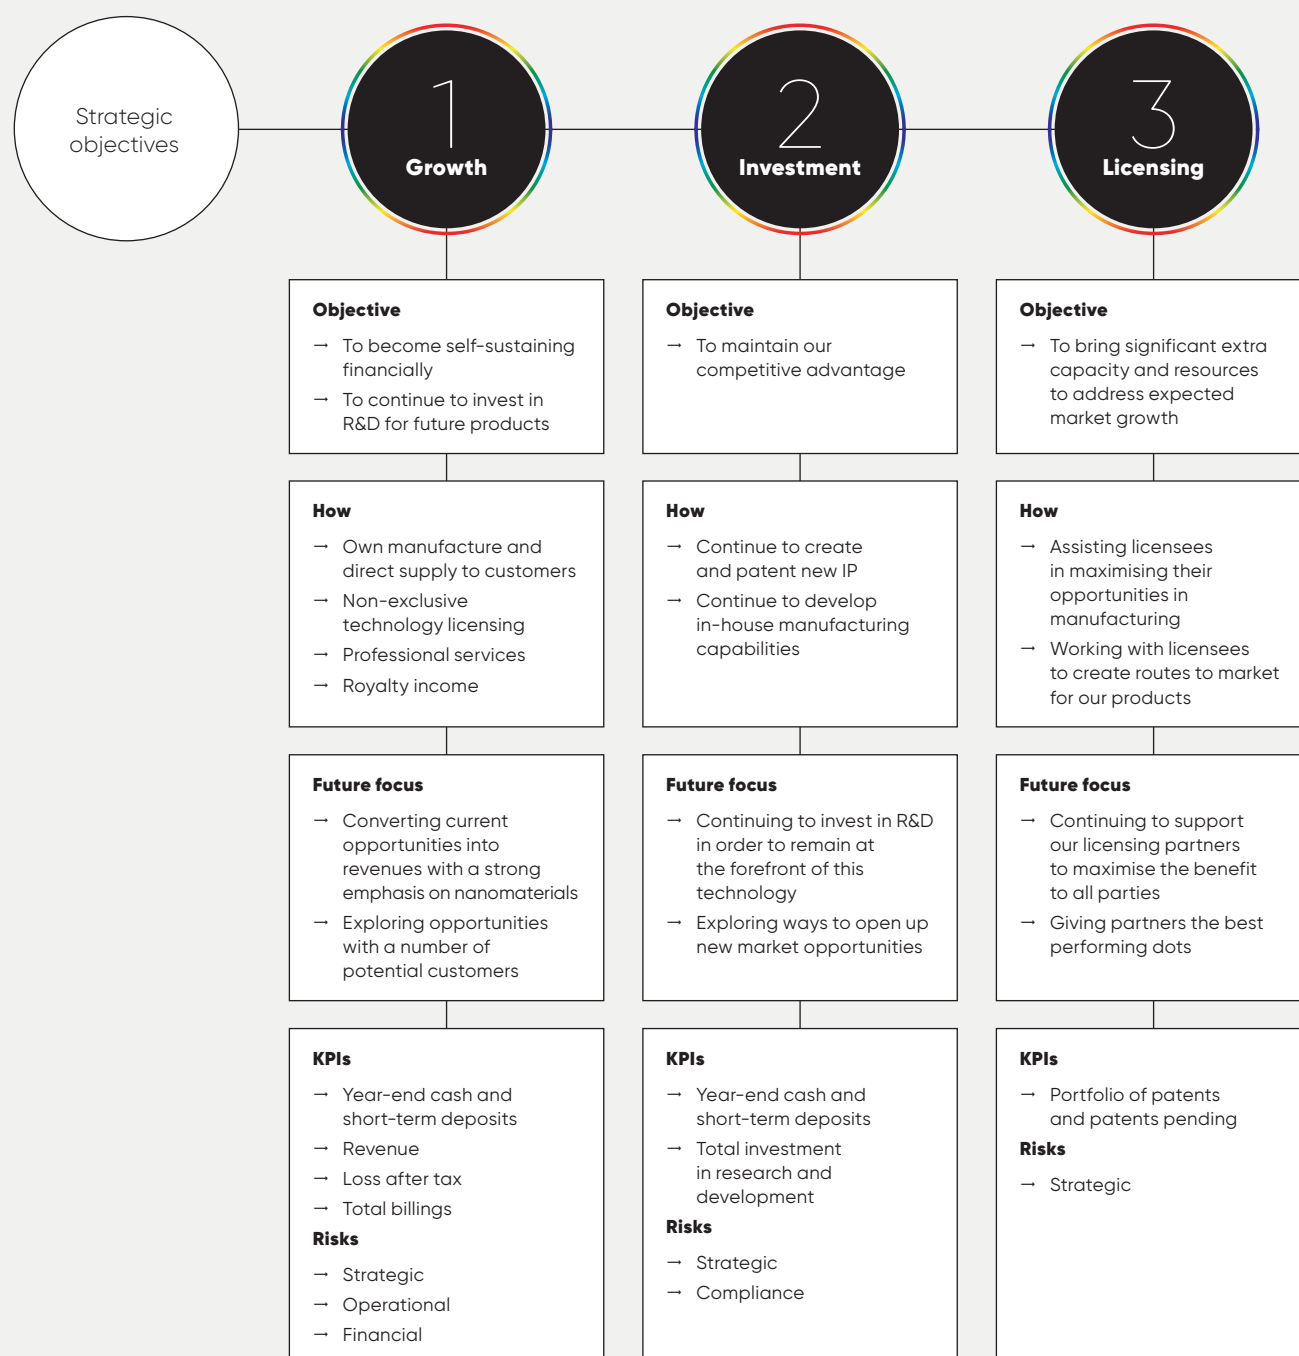 Strategic
objectives
1
Growth
2
Investment
3
Licensing
Objective
→ To become self-sustaining
financially
→ To continue to invest in
R&D for future products
How
→ Own manufacture and
direct supply to customers
→ Non-exclusive
technology licensing
→ Professional services
→ Royalty income
Future focus
→ Converting current
opportunities into
revenues with a strong
emphasis on nanomaterials
→ Exploring opportunities
with a number of
potential customers
KPIs
→ Year-end cash and
short-term deposits
→ Revenue
→ Loss after tax
→ Total billings
Risks
→ Strategic
→ Operational
→ Financial
Objective
→ To maintain our
competitive advantage
How
→ Continue to create
and patent new IP
→ Continue to develop
in-house manufacturing
capabilities
Future focus
→ Continuing to invest in R&D
in order to remain at
the forefront of this
technology
→ Exploring ways to open up
new market opportunities
KPIs
→ Year-end cash and
short-term deposits
→ Total investment
in research and
development
Risks
→ Strategic
→ Compliance
Objective
→ To bring significant extra
capacity and resources
to address expected
market growth
How
→ Assisting licensees
in maximising their
opportunities in
manufacturing
→ Working with licensees
to create routes to market
for our products
Future focus
→ Continuing to support
our licensing partners
to maximise the benefit
to all parties
→ Giving partners the best
performing dots
KPIs
→ Portfolio of patents
and patents pending
Risks
→ Strategic